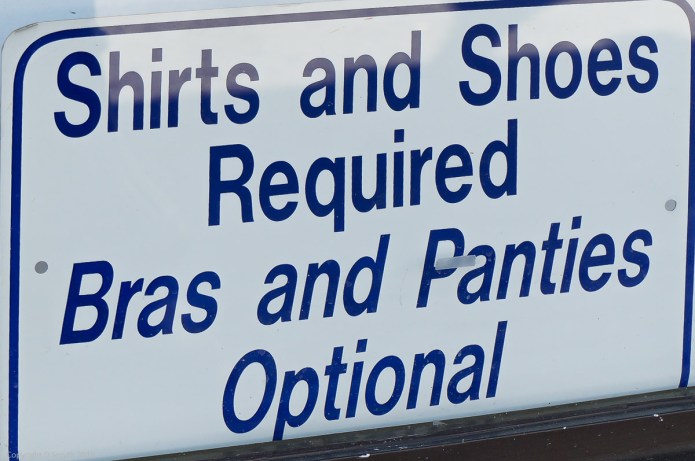 Shirts and Shoes
Required
Bras and Panties
Optional